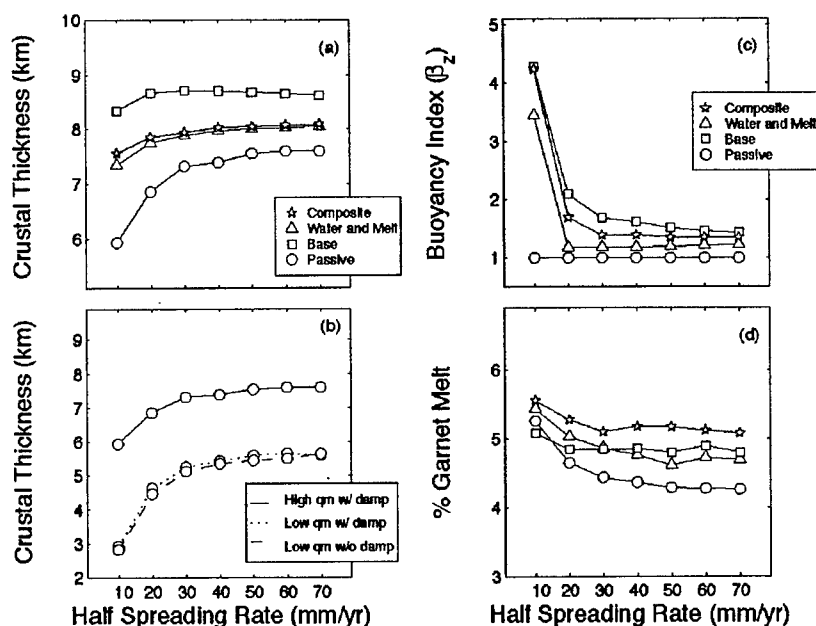 (a)
Crustal Thickness (km)
10
9
8
7
6
Composite
Water and Melt
Base
Passive
(b)
Crustal Thickness (km)
9
8
7
6
5
4
3
2
High qm w/ damp
Low qm w/ damp
Low qm w/o damp
10 20 30 40 50 60 70
Half Spreading Rate (mm/yr)
(c)
Buoyancy Index (βz)
5
4
3
2
1
Composite
Water and Melt
Base
Passive
(d)
% Garnet Melt
6
5
4
3
10 20 30 40 50 60 70
Half Spreading Rate (mm/yr)